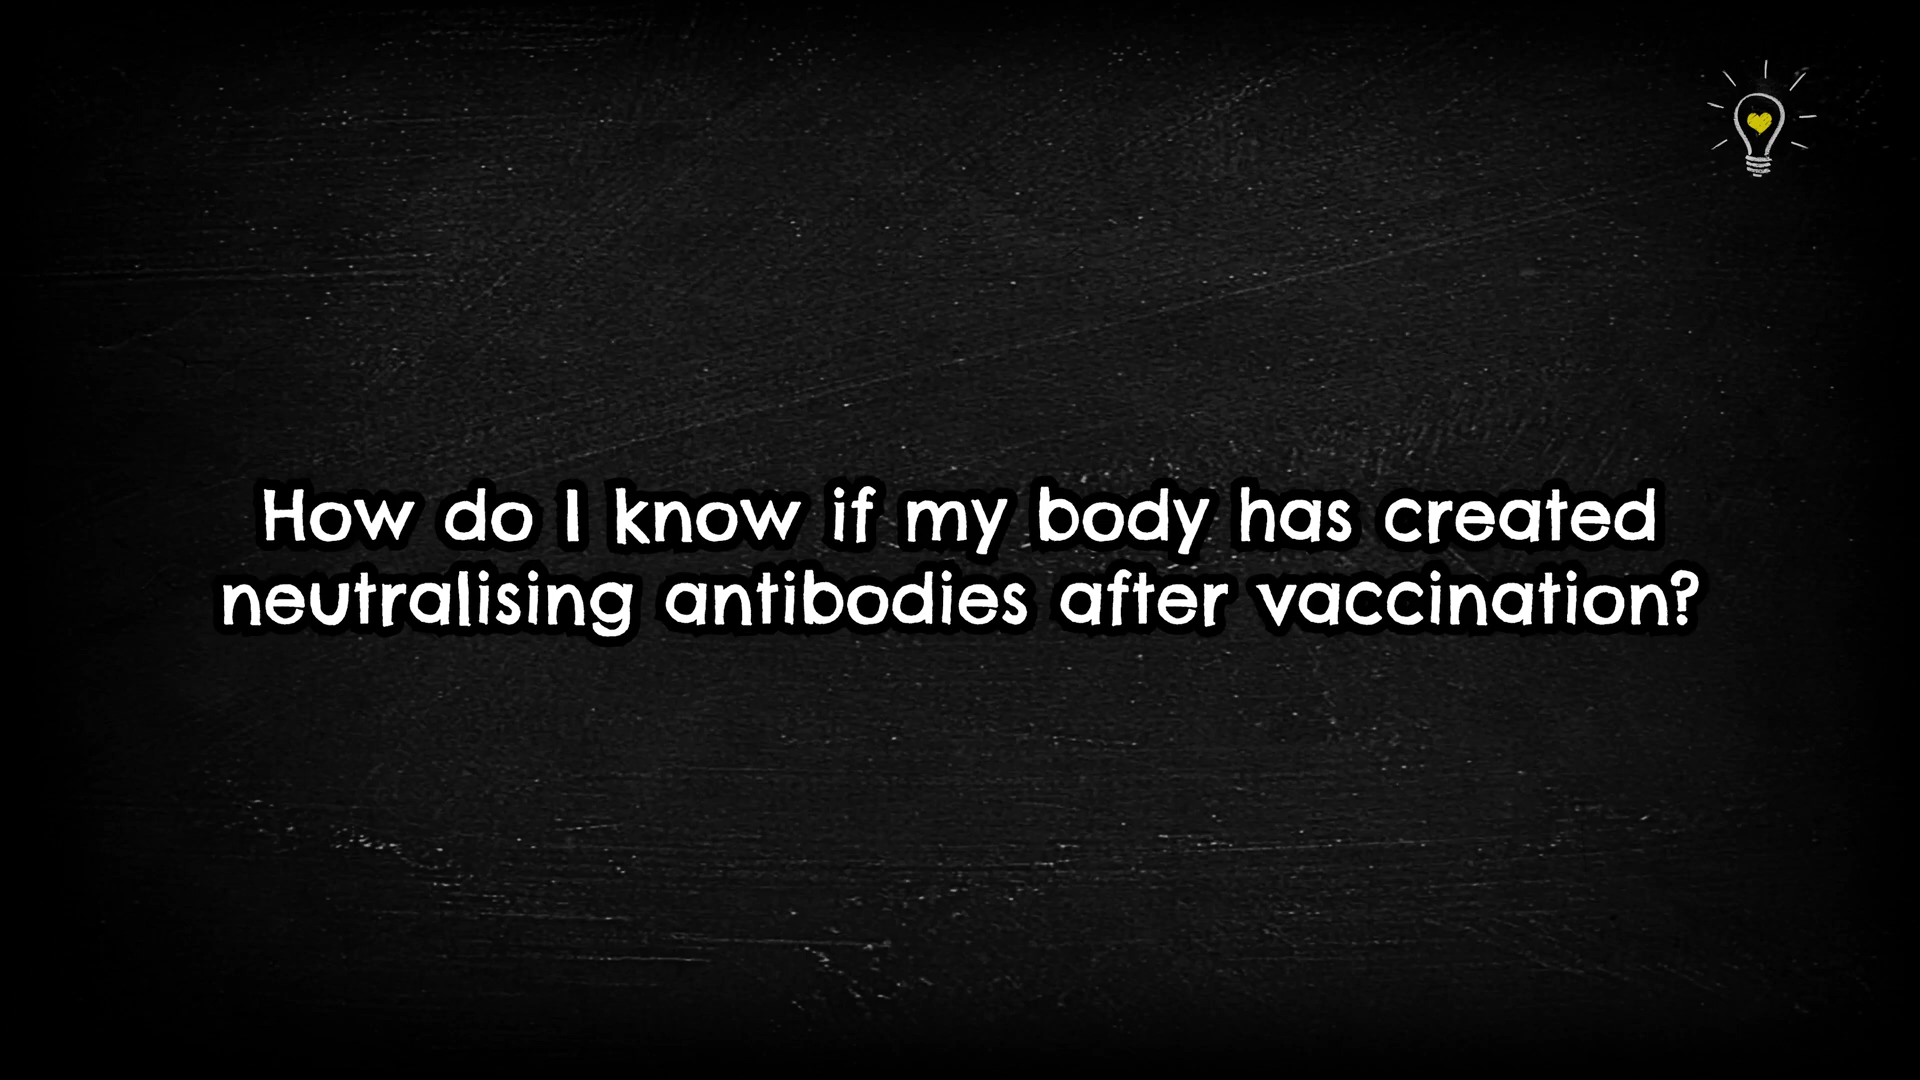 How do I know if my body has created
neutralising antibodies after vaccination?